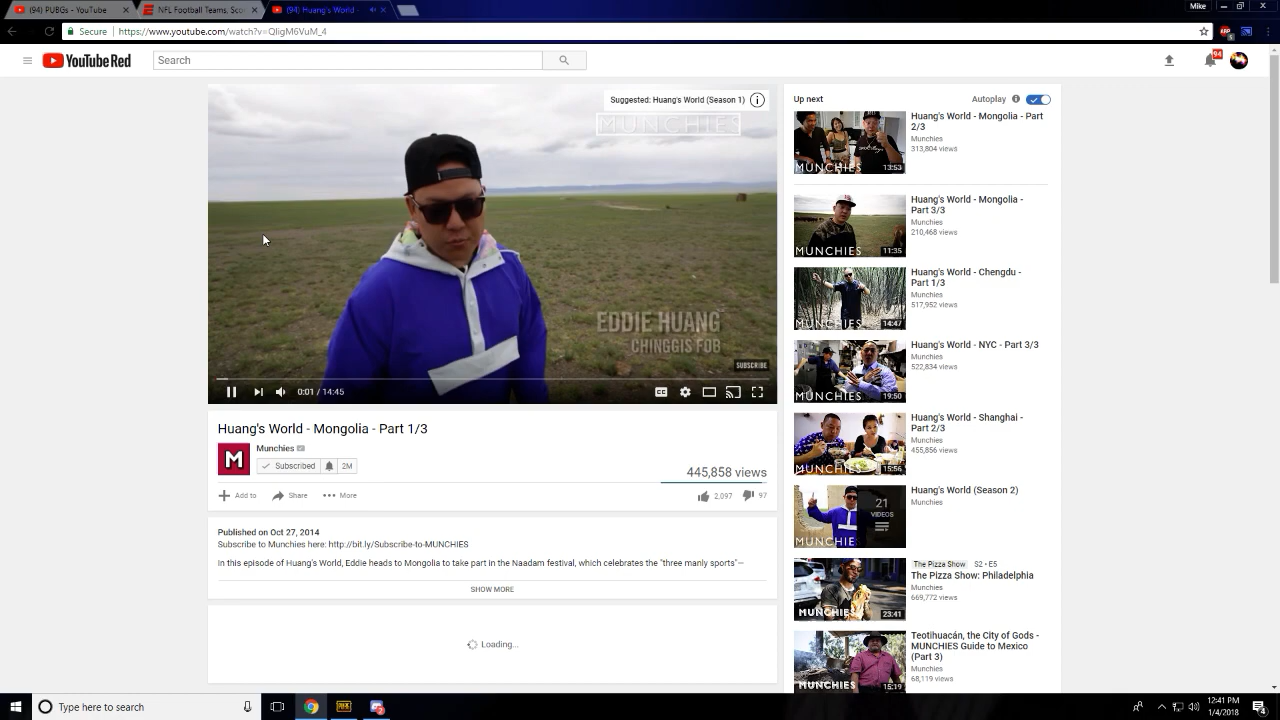 (94) PUBGs - YouTube
NFL Football Teams, Sco
(94) Huang's World -
Mike
Secure
https://www.youtube.com/watch?v=QligM6VuM_4
YouTube Red
Search
94
Suggested: Huang's World (Season 1)
MUNCHIES
EDDIE HUANG
CHINGGIS FOB
SUBSCRIBE
0:01 / 14:45
CC
Huang's World - Mongolia - Part 1/3
M
Munchies
Subscribed
2M
445,858 views
Add to
Share
More
2,097
97
Published on Oct 27, 2014
Subscribe to Munchies here: http://bit.ly/Subscribe-to-MUNCHIES
In this episode of Huang's World, Eddie heads to Mongolia to take part in the Naadam festival, which celebrates the "three manly sports"—
SHOW MORE
Loading...
Up next
Autoplay
MUNCHIES
13:53
Huang's World - Mongolia - Part
2/3
Munchies
313,804 views
MUNCHIES
11:35
Huang's World - Mongolia -
Part 3/3
Munchies
210,468 views
MUNCHIES
14:47
Huang's World - Chengdu -
Part 1/3
Munchies
517,952 views
MUNCHIES
19:50
Huang's World - NYC - Part 3/3
Munchies
522,834 views
MUNCHIES
15:56
Huang's World - Shanghai -
Part 2/3
Munchies
455,856 views
MUNCHIE
21
VIDEOS
Huang's World (Season 2)
Munchies
MUNCHIES
23:41
The Pizza Show S2 • E5
The Pizza Show: Philadelphia
Munchies
669,772 views
MUNCHIES
15:19
Teotihuacán, the City of Gods -
MUNCHIES Guide to Mexico
(Part 3)
Munchies
68,119 views
Type here to search
12:41 PM
1/4/2018